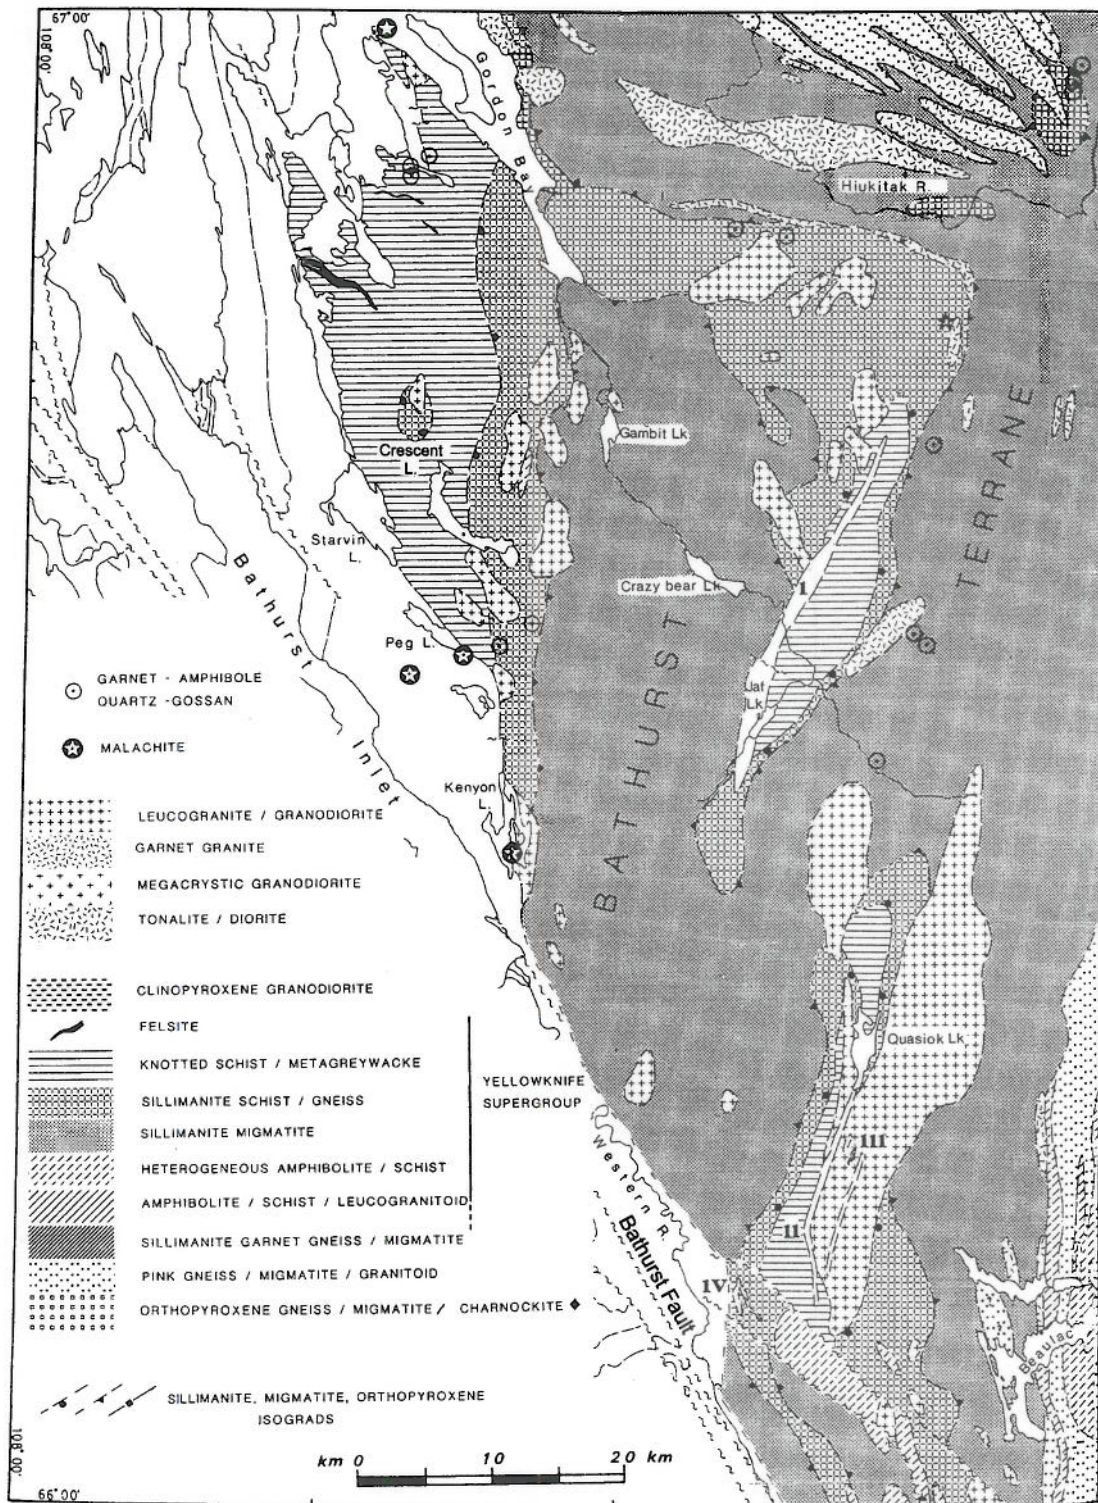 67°00'
108°00'
Gordon Bay
Hiukitak R.
Gambit Lk
Crescent
L.
TERRANE
Starvin
L.
Crazy bear Lk
I
Bathurst Inlet
Peg L.
BATHURST
GARNET - AMPHIBOLE
QUARTZ - GOSSAN
Uat
Lk
MALACHITE
Kenyon
L.
LEUCOGRANITE / GRANODIORITE
GARNET GRANITE
MEGACRYSTIC GRANODIORITE
TONALITE / DIORITE
CLINOPYROXENE GRANODIORITE
FELSITE
Quasiok Lk
KNOTTED SCHIST / METAGREYWACKE
YELLOWKNIFE
SUPERGROUP
SILLIMANITE SCHIST / GNEISS
SILLIMANITE MIGMATITE
III
HETEROGENEOUS AMPHIBOLITE / SCHIST
Western R.
AMPHIBOLITE / SCHIST / LEUCOGRANITOID
II
SILLIMANITE GARNET GNEISS / MIGMATITE
Bathurst Fault
PINK GNEISS / MIGMATITE / GRANITOID
IV
ORTHOPYROXENE GNEISS / MIGMATITE / CHARNOCKITE
Beaulac
SILLIMANITE, MIGMATITE, ORTHOPYROXENE
ISOGRADS
108°00'
km 0 10 20 km
66°00'